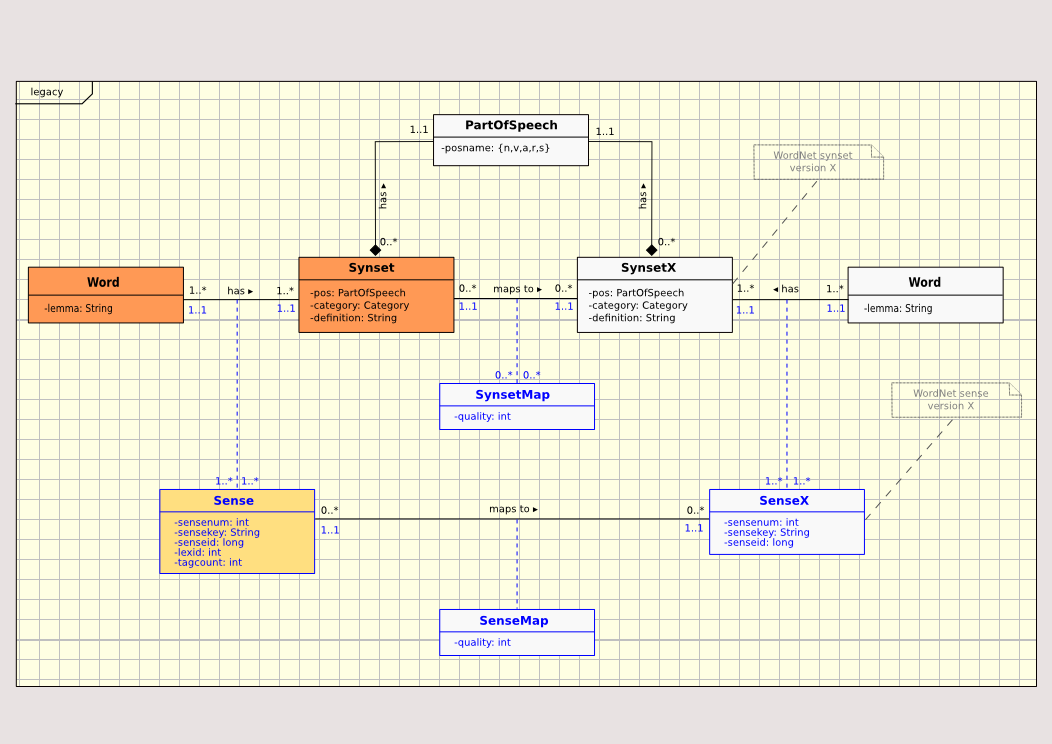 legacy
PartOfSpeech
-posname: {n,v,a,r,s}
1..1
1..1
has ▸
has ▸
0..*
0..*
WordNet synset
version X
Word
-lemma: String
1..*
has ▸
1..*
1..1
1..1
Synset
-pos: PartOfSpeech
-category: Category
-definition: String
0..*
maps to ▸
0..*
1..1
1..1
SynsetX
-pos: PartOfSpeech
-category: Category
-definition: String
1..*
◂ has
1..*
1..1
1..1
Word
-lemma: String
0..*
0..*
SynsetMap
-quality: int
WordNet sense
version X
1..*
1..*
Sense
-sensenum: int
-sensekey: String
-senseid: long
-lexid: int
-tagcount: int
0..*
maps to ▸
0..*
1..1
1..1
1..*
1..*
SenseX
-sensenum: int
-sensekey: String
-senseid: long
SenseMap
-quality: int